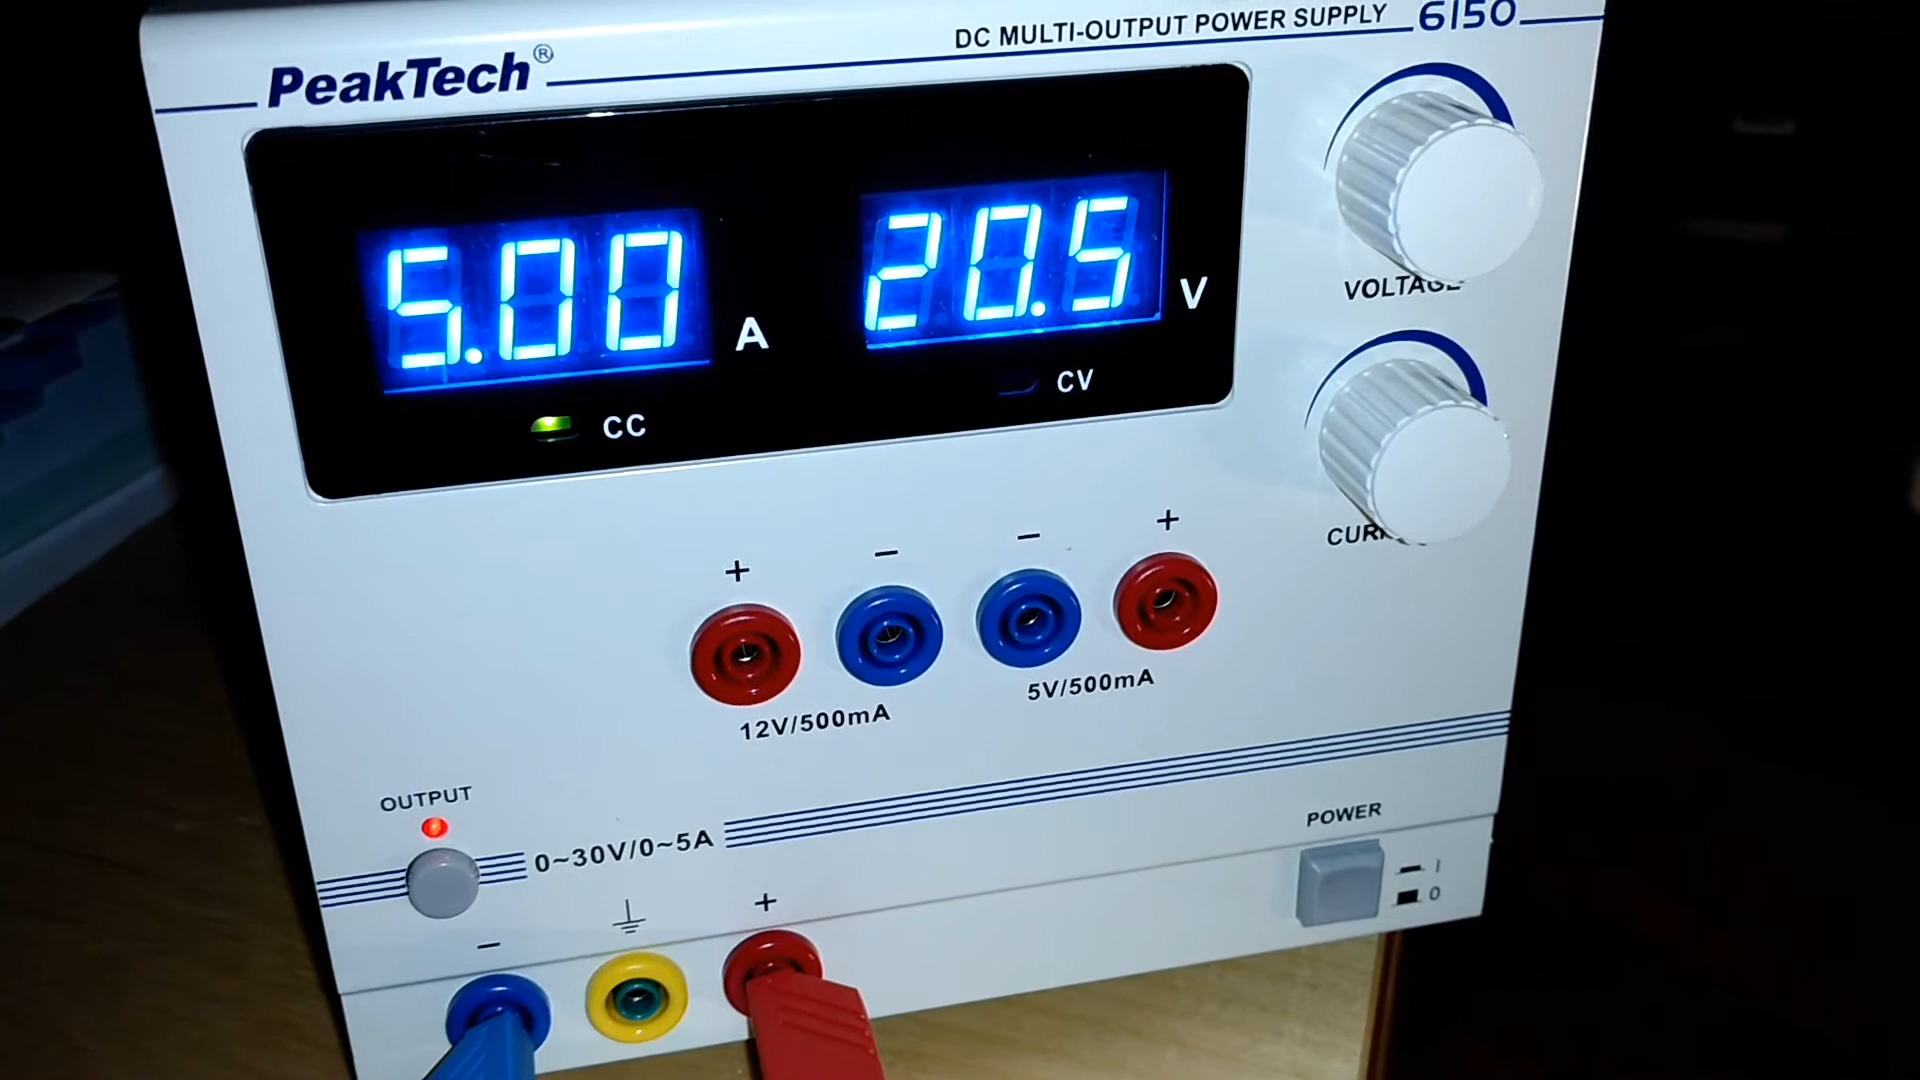 DC MULTI-OUTPUT POWER SUPPLY 6150
PeakTech®
5.00 A
20.5 V
CC
CV
VOLTAGE
+ − − +
12V/500mA
5V/500mA
OUTPUT
0~30V/0~5A
POWER
I
0
− +